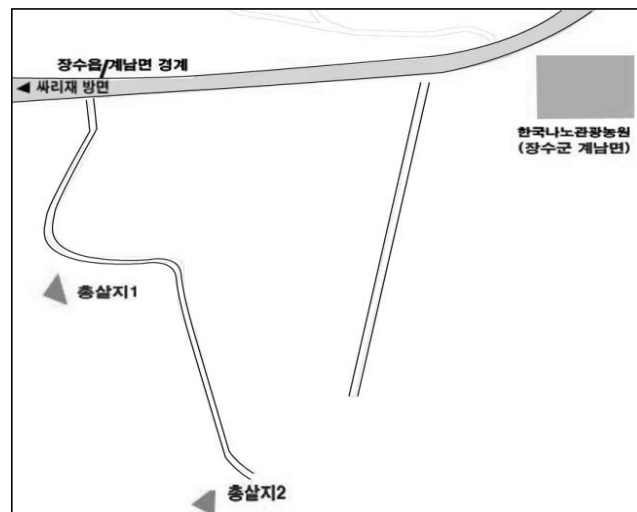 장수읍/계남면 경계
◀ 싸리재 방면
한국나노관광농원
(장수군 계남면)
총살지1
총살지2